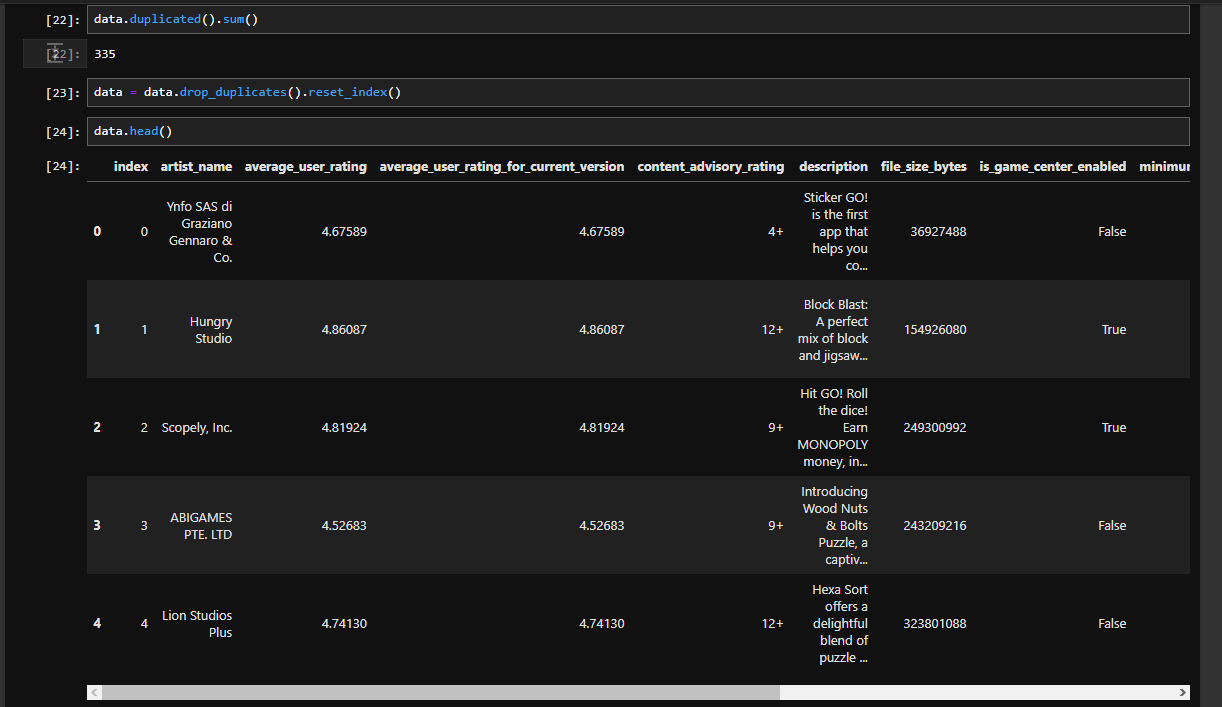 [22]: data.duplicated().sum()
[22]: 335
[23]: data = data.drop_duplicates().reset_index()
[24]: data.head()
[24]: index artist_name average_user_rating average_user_rating_for_current_version content_advisory_rating description file_size_bytes is_game_center_enabled minimur
0 0 Ynfo SAS di Graziano Gennaro & Co. 4.67589 4.67589 4+ Sticker GO! is the first app that helps you co... 36927488 False
1 1 Hungry Studio 4.86087 4.86087 12+ Block Blast: A perfect mix of block and jigsaw... 154926080 True
2 2 Scopely, Inc. 4.81924 4.81924 9+ Hit GO! Roll the dice! Earn MONOPOLY money, in... 249300992 True
3 3 ABIGAMES PTE. LTD 4.52683 4.52683 9+ Introducing Wood Nuts & Bolts Puzzle, a captiv... 243209216 False
4 4 Lion Studios Plus 4.74130 4.74130 12+ Hexa Sort offers a delightful blend of puzzle ... 323801088 False